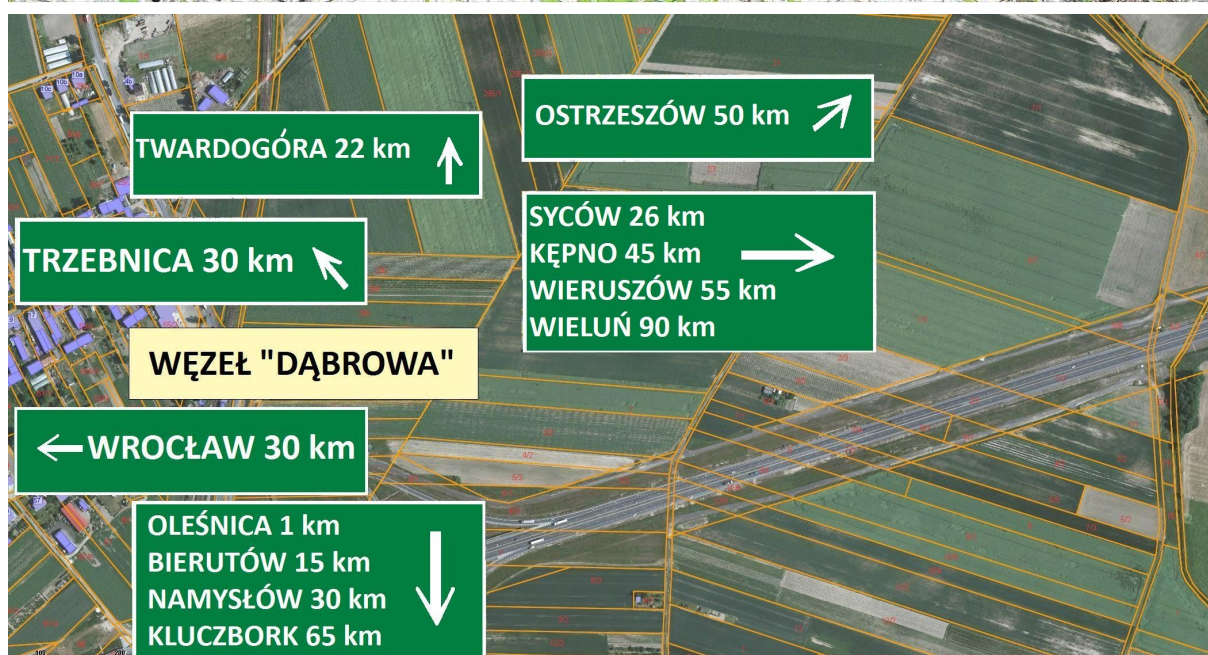 OSTRZESZÓW 50 km
TWARDOGÓRA 22 km
SYCÓW 26 km
KĘPNO 45 km
WIERUSZÓW 55 km
WIELUŃ 90 km
TRZEBNICA 30 km
WĘZEŁ "DĄBROWA"
WROCŁAW 30 km
OLEŚNICA 1 km
BIERUTÓW 15 km
NAMYSŁÓW 30 km
KLUCZBORK 65 km